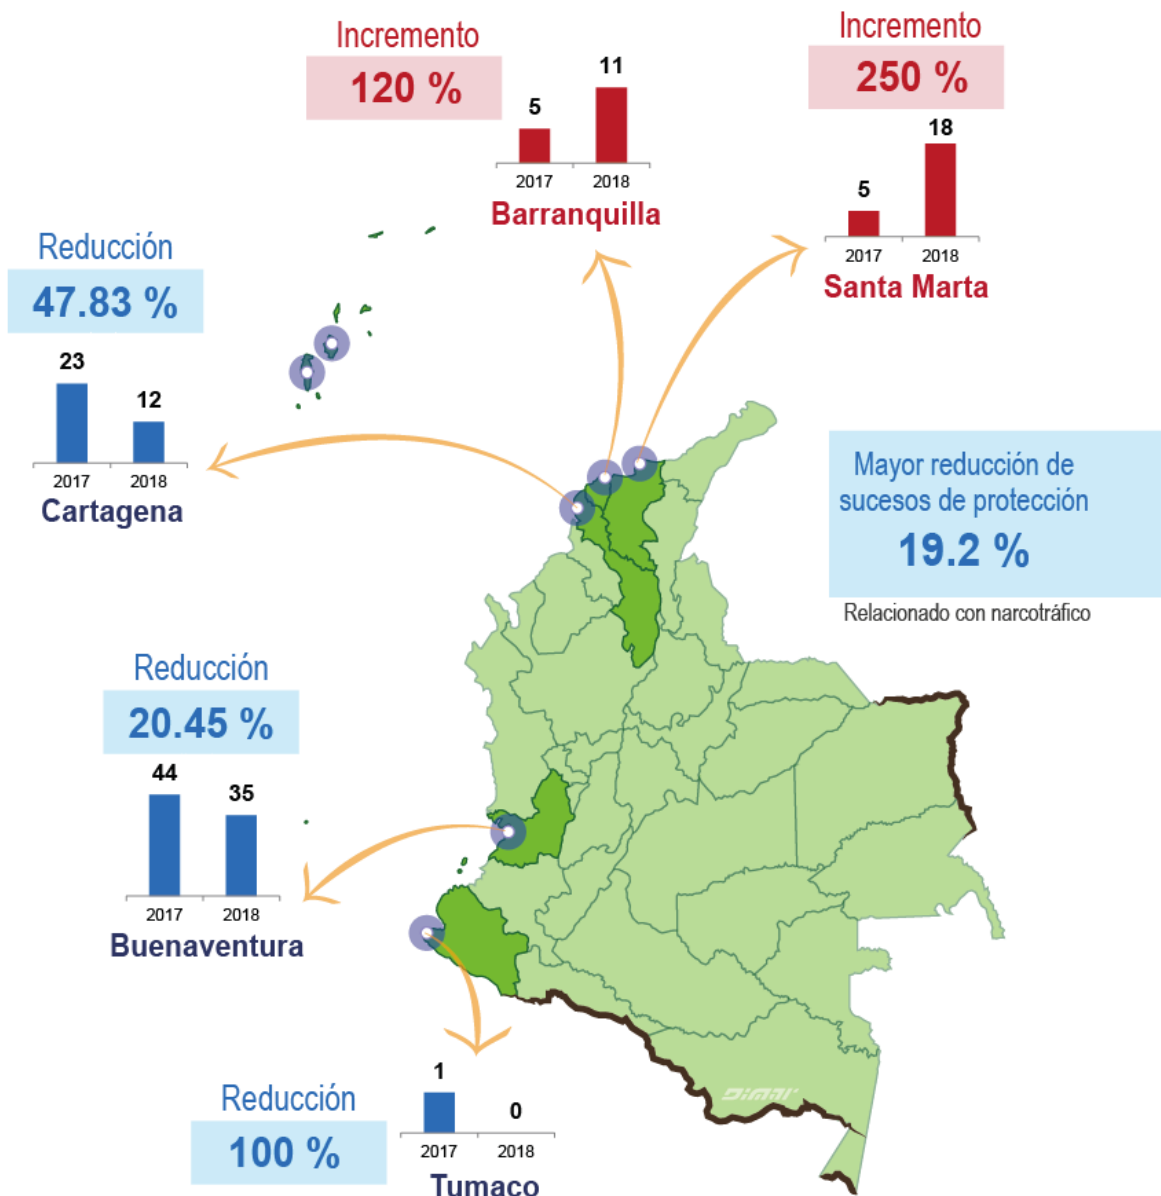 Incremento
120 %
5
11
2017
2018
Barranquilla
Incremento
250 %
5
18
2017
2018
Santa Marta
Reducción
47.83 %
23
12
2017
2018
Cartagena
Mayor reducción de
sucesos de protección
19.2 %
Relacionado con narcotráfico
Reducción
20.45 %
44
35
2017
2018
Buenaventura
Reducción
100 %
1
0
2017
2018
Tumaco
Dimar